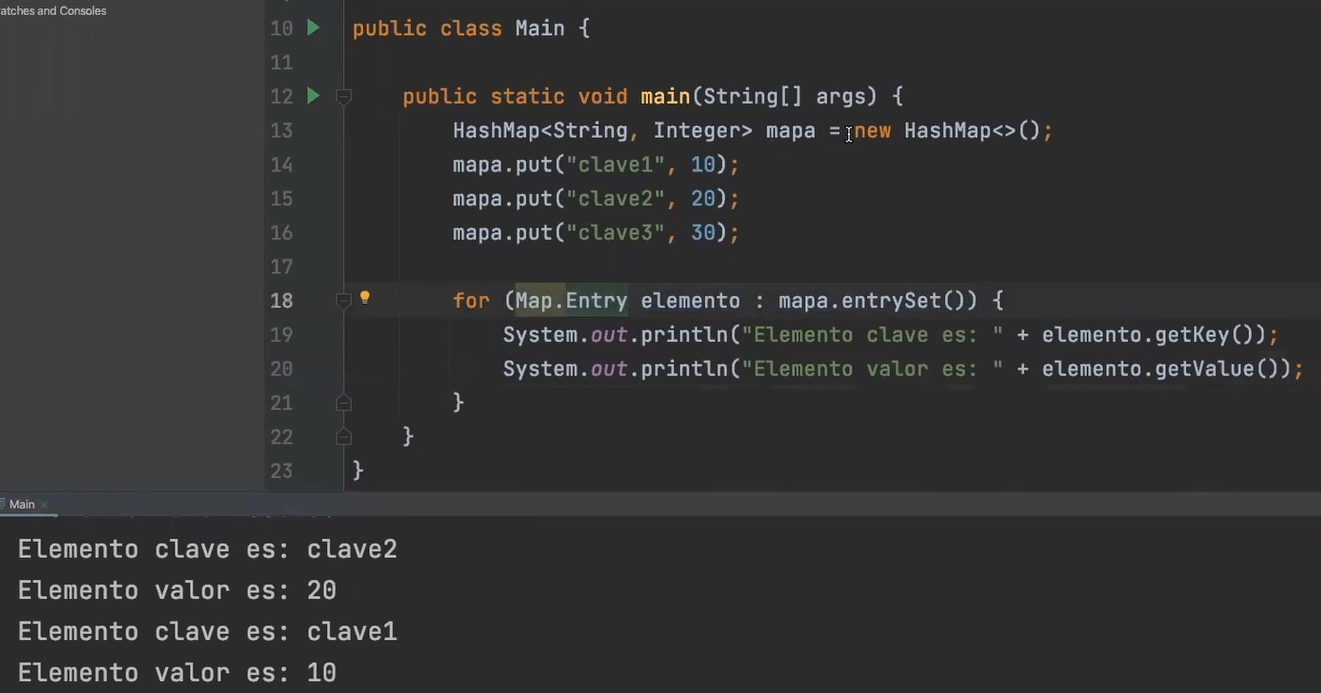 atches and Consoles
10 public class Main {
11
12 public static void main(String[] args) {
13 HashMap<String, Integer> mapa = new HashMap<>();
14 mapa.put("clave1", 10);
15 mapa.put("clave2", 20);
16 mapa.put("clave3", 30);
17
18 for (Map.Entry elemento : mapa.entrySet()) {
19 System.out.println("Elemento clave es: " + elemento.getKey());
20 System.out.println("Elemento valor es: " + elemento.getValue());
21 }
22 }
23 }
Main
Elemento clave es: clave2
Elemento valor es: 20
Elemento clave es: clave1
Elemento valor es: 10